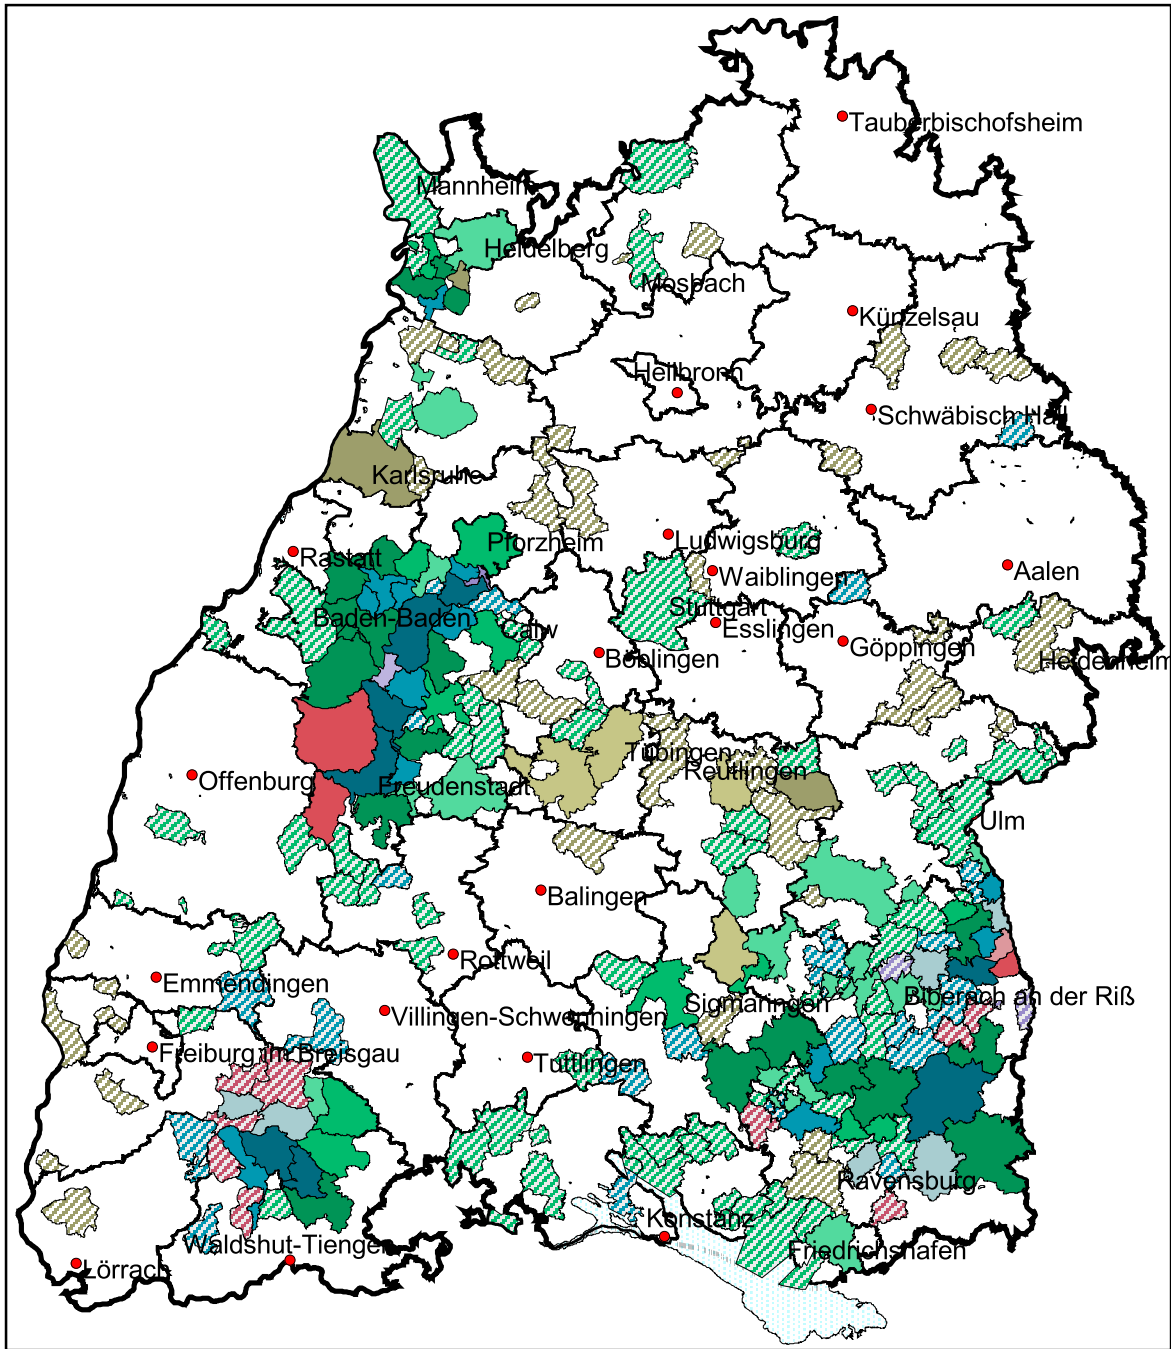 Tauberbischofsheim
Mannheim
Heidelberg
Mosbach
Künzelsau
Heilbronn
Schwäbisch Hall
Karlsruhe
Pforzheim
Ludwigsburg
Rastatt
Waiblingen
Aalen
Stuttgart
Baden-Baden
Esslingen
Calw
Göppingen
Böblingen
Heidenheim
Tübingen
Reutlingen
Offenburg
Freudenstadt
Ulm
Balingen
Rottweil
Emmendingen
Sigmaringen
Biberach an der Riß
Villingen-Schwenningen
Freiburg im Breisgau
Tuttlingen
Ravensburg
Konstanz
Waldshut-Tiengen
Friedrichshafen
Lörrach